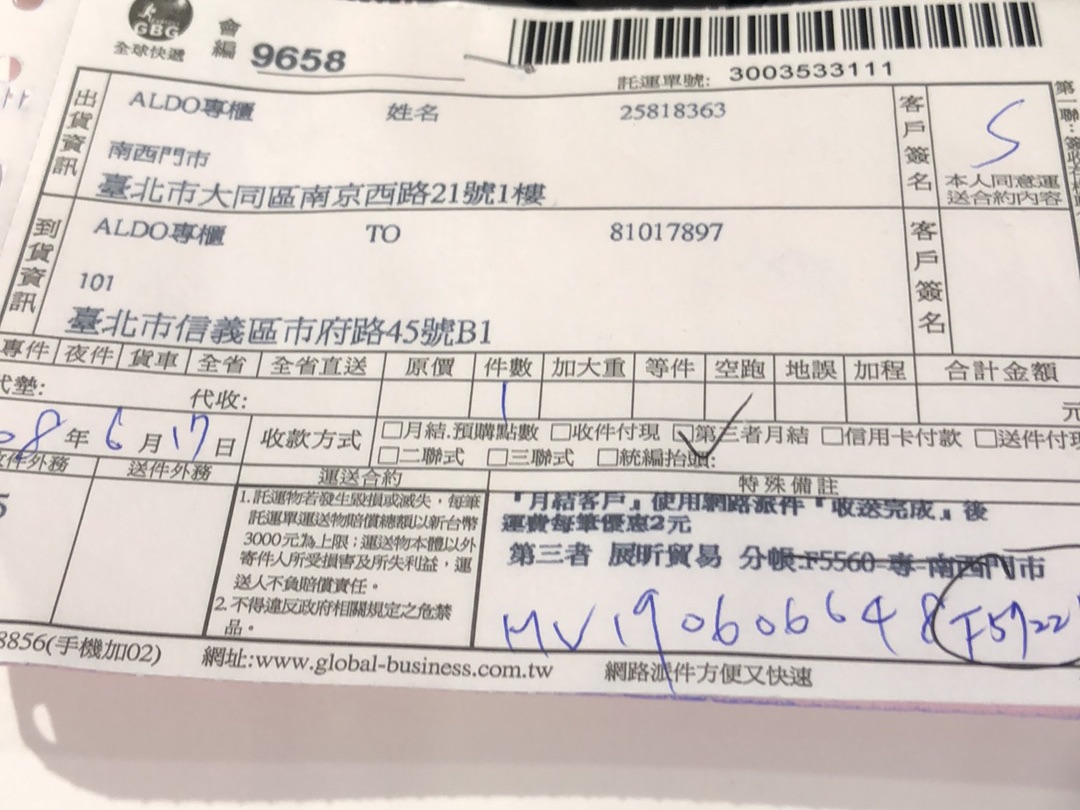 GBG
全球快遞
會編 9658
託運單號: 3003533111
出貨資訊
ALDO專櫃 姓名 25818363
南西門市
臺北市大同區南京西路21號1樓
客戶簽名
S
本人同意運
送合約內容
到貨資訊
ALDO專櫃 TO 81017897
101
臺北市信義區市府路45號B1
客戶簽名
專件 夜件 貨車 全省 全省直送 原價 件數 加大重 等件 空跑 地誤 加程 合計金額
代墊: 代收: 1 元
08年6月17日 收款方式 □月結.預購點數 □收件付現 ☑第三者月結 □信用卡付款 □送件付現
□二聯式 □三聯式 □統編抬頭:
收件外務 送件外務 運送合約 特殊備註
1.託運物若發生毀損或滅失,每筆
託運單運送物賠償總額以新台幣
3000元為上限;運送物本體以外
寄件人所受損害及所失利益,運
送人不負賠償責任。
2.不得違反政府相關規定之危禁
品。
『月結客戶』使用網路派件『收送完成』後
運費每筆優惠2元
第三者 展昕貿易 分帳:F5560-專-南西門市
MV190606648 F5722
8856(手機加02) 網址:www.global-business.com.tw 網路派件方便又快速